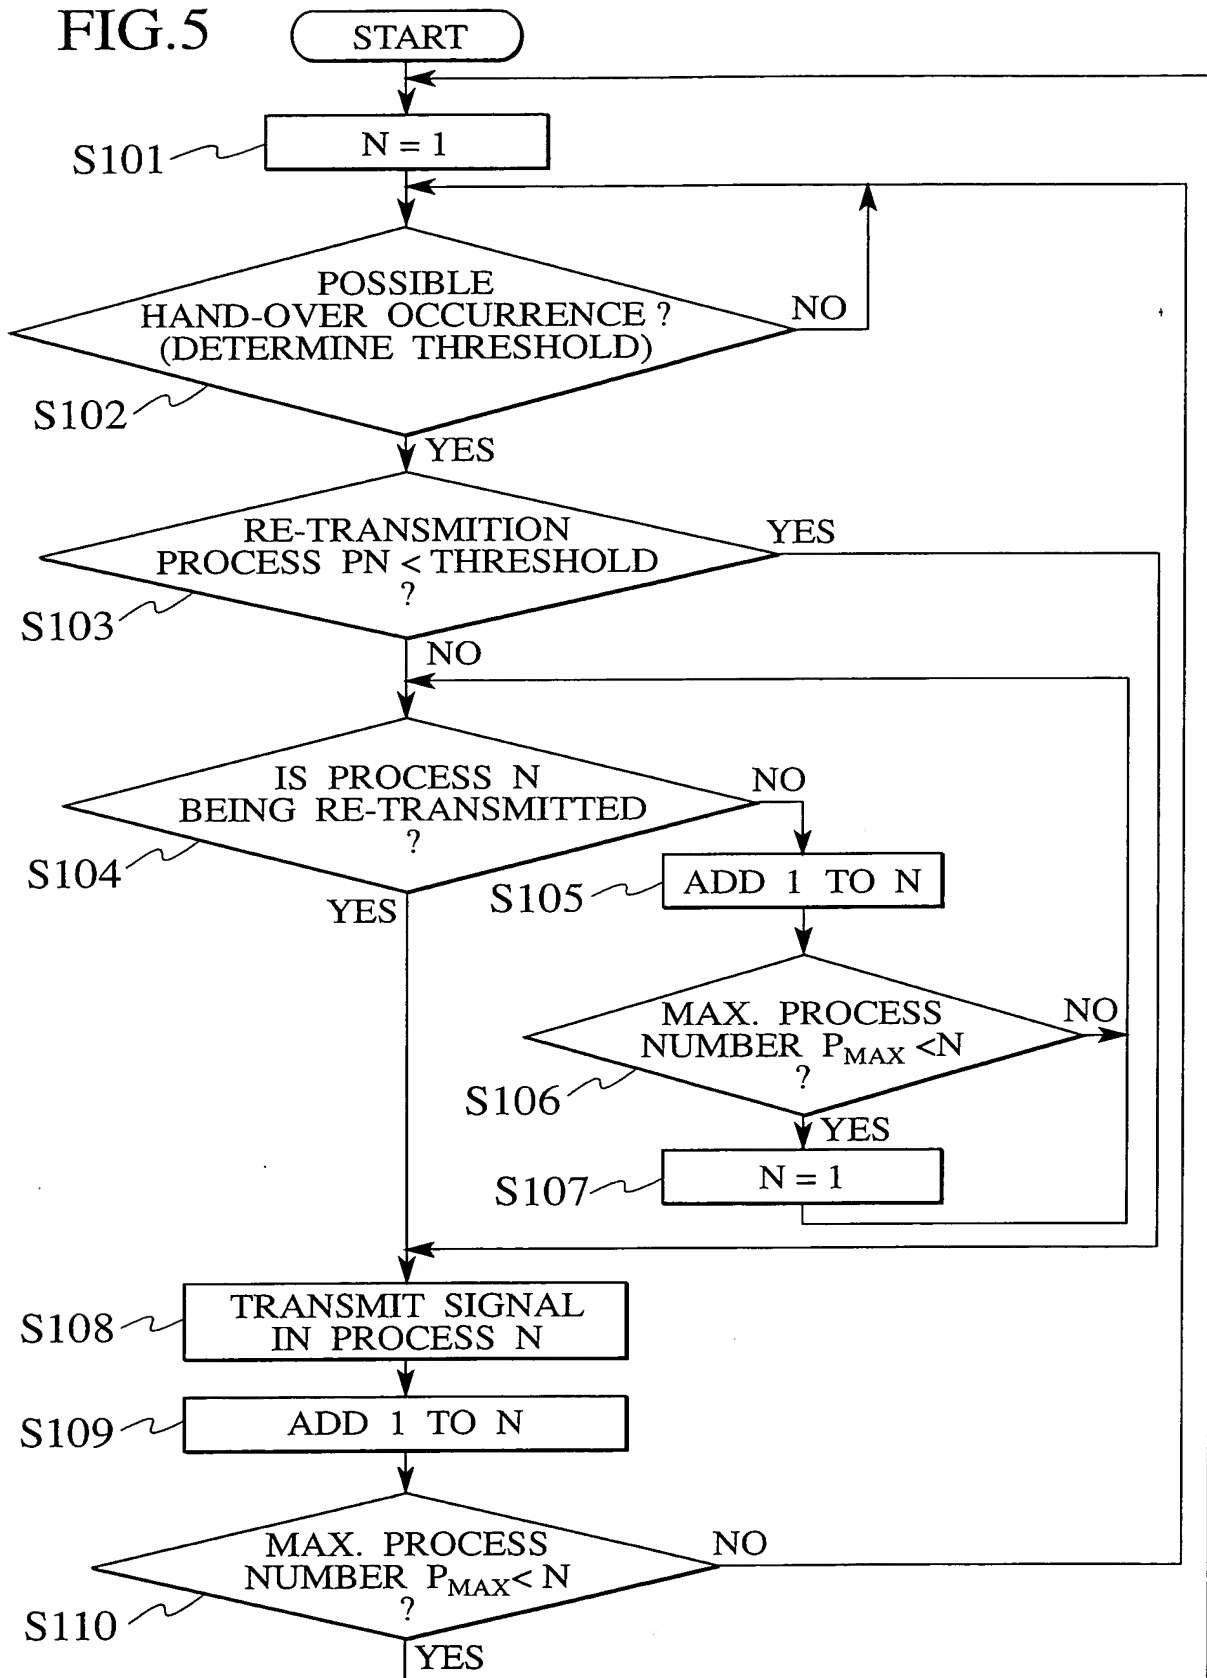 FIG.5
START
S101
N = 1
POSSIBLE
HAND-OVER OCCURRENCE ?
(DETERMINE THRESHOLD)
NO
S102
YES
RE-TRANSMITION
PROCESS PN < THRESHOLD
?
YES
S103
NO
IS PROCESS N
BEING RE-TRANSMITTED
?
NO
S104
YES
S105
ADD 1 TO N
MAX. PROCESS
NUMBER PMAX <N
?
NO
S106
YES
S107
N = 1
S108
TRANSMIT SIGNAL
IN PROCESS N
S109
ADD 1 TO N
MAX. PROCESS
NUMBER PMAX< N
?
NO
S110
YES